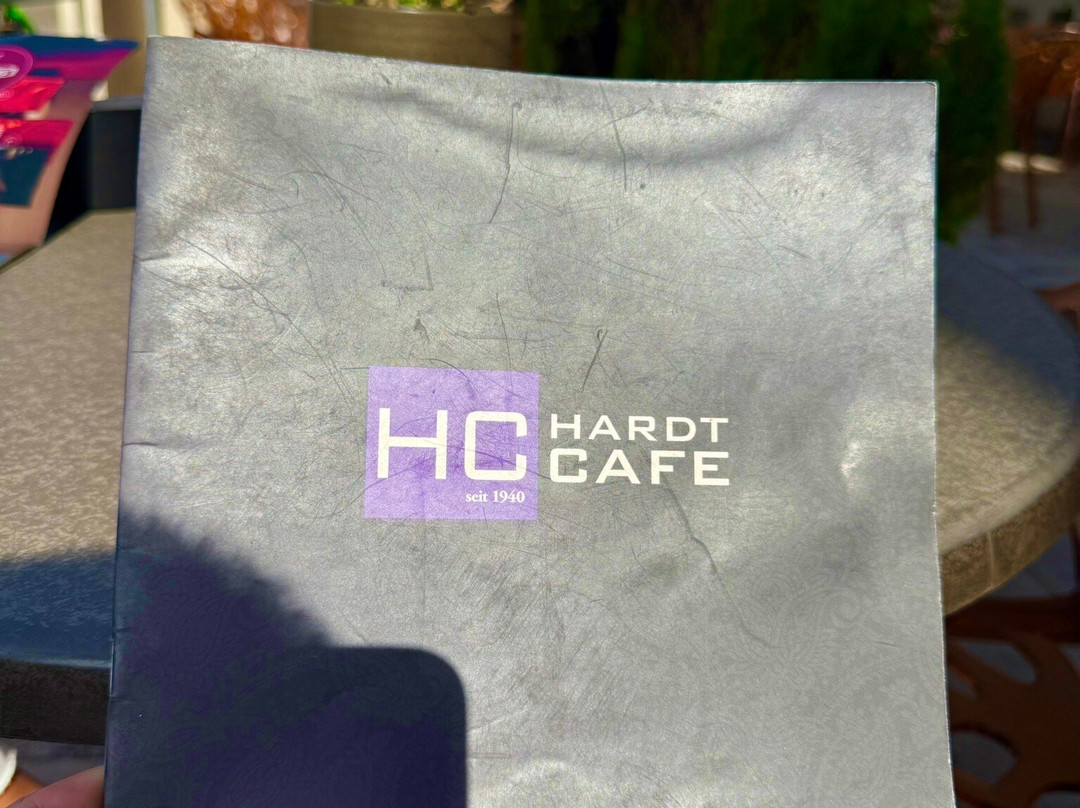 HC
seit 1940
HARDT
CAFE